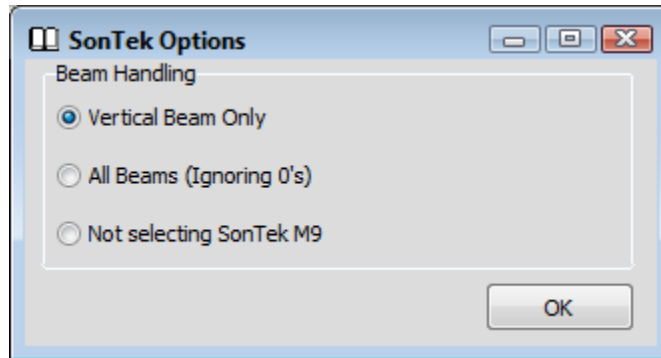 SonTek Options
Beam Handling
Vertical Beam Only
All Beams (Ignoring 0's)
Not selecting SonTek M9
OK